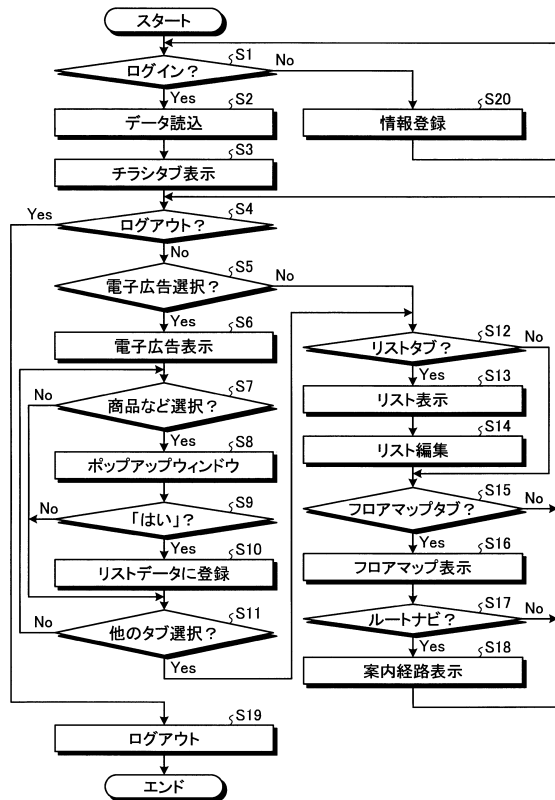 スタート
ログイン?
S1
No
Yes
S2
データ読込
S20
情報登録
S3
チラシタブ表示
Yes
S4
ログアウト?
No
S5
電子広告選択?
No
Yes
S6
電子広告表示
S12
リストタブ?
No
Yes
S13
リスト表示
No
S7
商品など選択?
Yes
S8
ポップアップウィンドウ
S14
リスト編集
No
S9
「はい」?
Yes
S15
フロアマップタブ?
No
Yes
S10
リストデータに登録
S16
フロアマップ表示
No
S11
他のタブ選択?
Yes
S17
ルートナビ?
No
Yes
S18
案内経路表示
S19
ログアウト
エンド